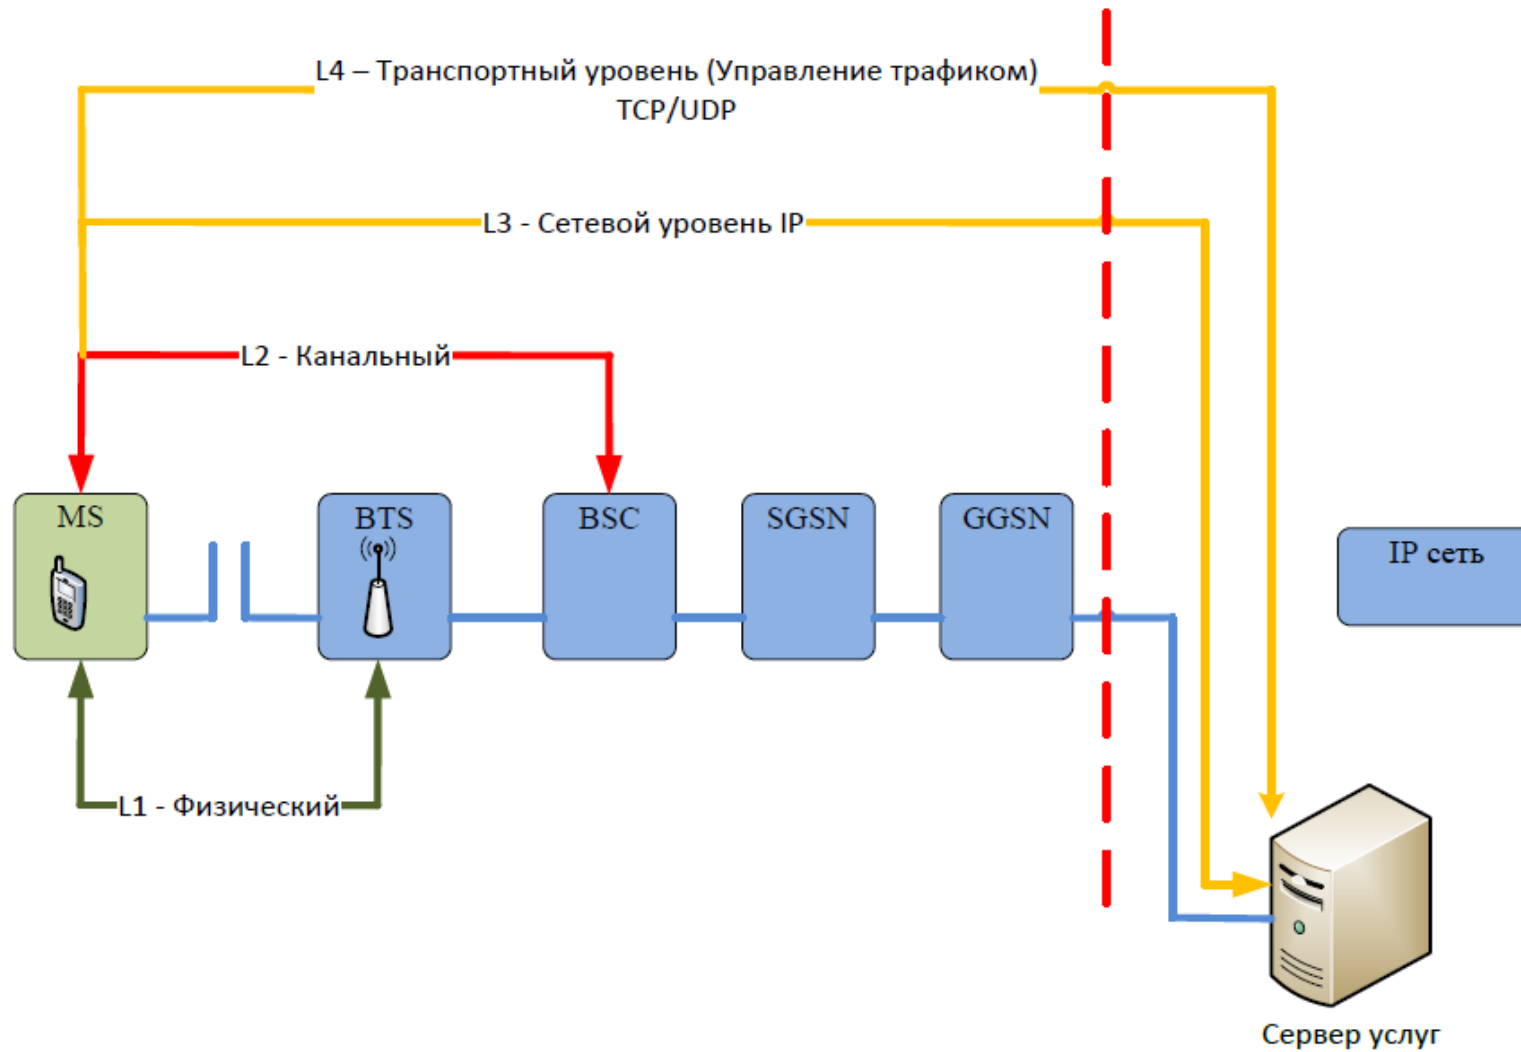 L4 – Транспортный уровень (Управление трафиком)
TCP/UDP
L3 - Сетевой уровень IP
L2 - Канальный
MS
BTS
BSC
SGSN
GGSN
IP сеть
L1 - Физический
Сервер услуг